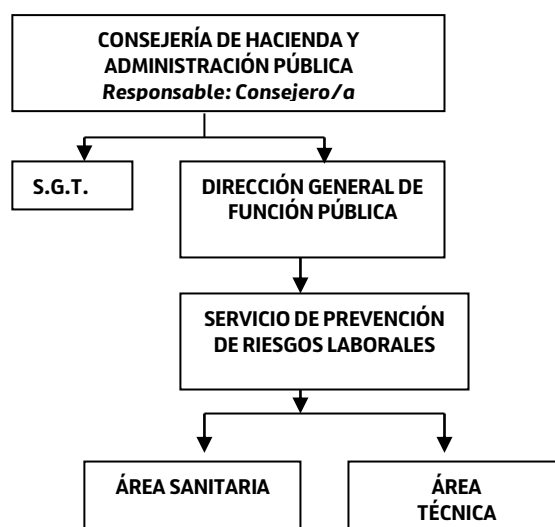 CONSEJERÍA DE HACIENDA Y
ADMINISTRACIÓN PÚBLICA
Responsable: Consejero/a
S.G.T.
DIRECCIÓN GENERAL DE
FUNCIÓN PÚBLICA
SERVICIO DE PREVENCIÓN
DE RIESGOS LABORALES
ÁREA SANITARIA
ÁREA
TÉCNICA